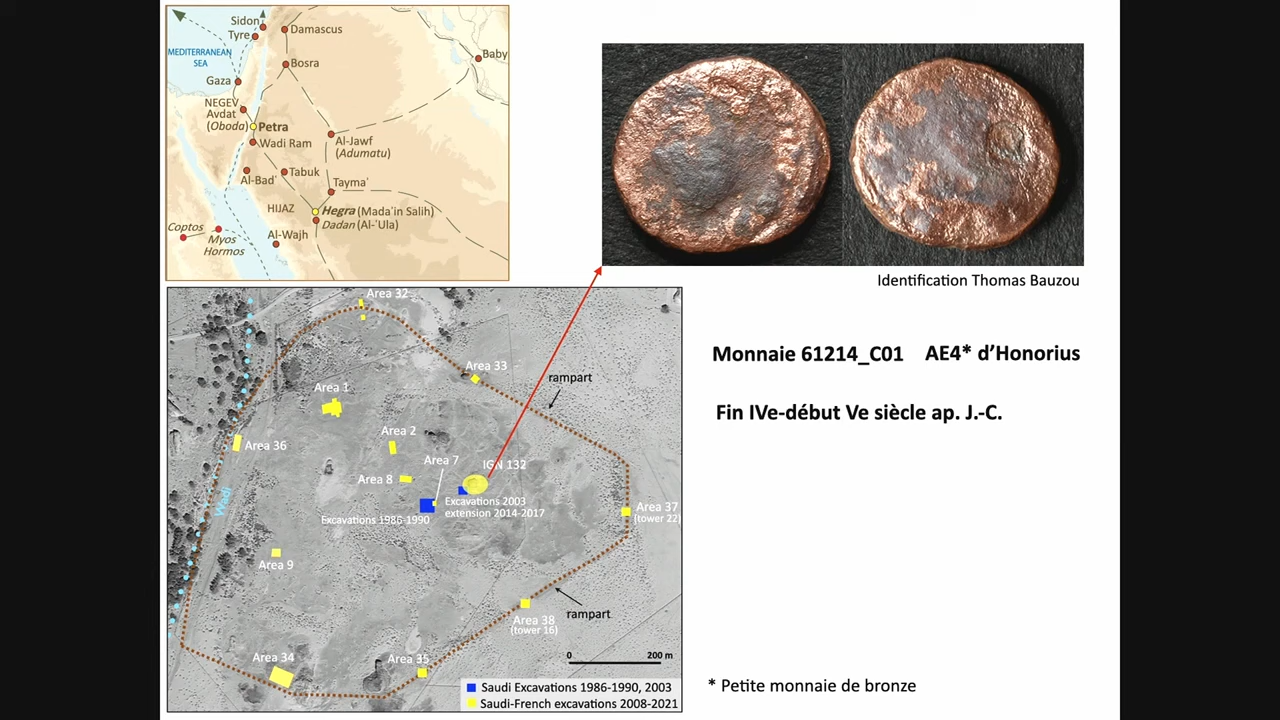 Sidon
Tyre
Damascus
MEDITERRANEAN
SEA
Bosra
Baby
Gaza
NEGEV
Avdat
(Oboda)
Petra
Wadi Ram
Al-Jawf
(Adumatu)
Al-Bad'
Tabuk
Tayma'
HIJAZ
Hegra (Mada'in Salih)
Dadan (Al-'Ula)
Al-Wajh
Coptos
Myos
Hormos
Identification Thomas Bauzou
Monnaie 61214_C01 AE4* d'Honorius
Fin IVe-début Ve siècle ap. J.-C.
Area 32
Area 33
rampart
Area 1
Area 2
Area 36
Area 7
IGN 132
Area 8
Excavations 2003
extension 2014-2017
Excavations 1986-1990
Area 37
(tower 22)
Wadi
Area 9
rampart
Area 38
(tower 16)
Area 34
Area 35
200 m
0
Saudi Excavations 1986-1990, 2003
Saudi-French excavations 2008-2021
* Petite monnaie de bronze